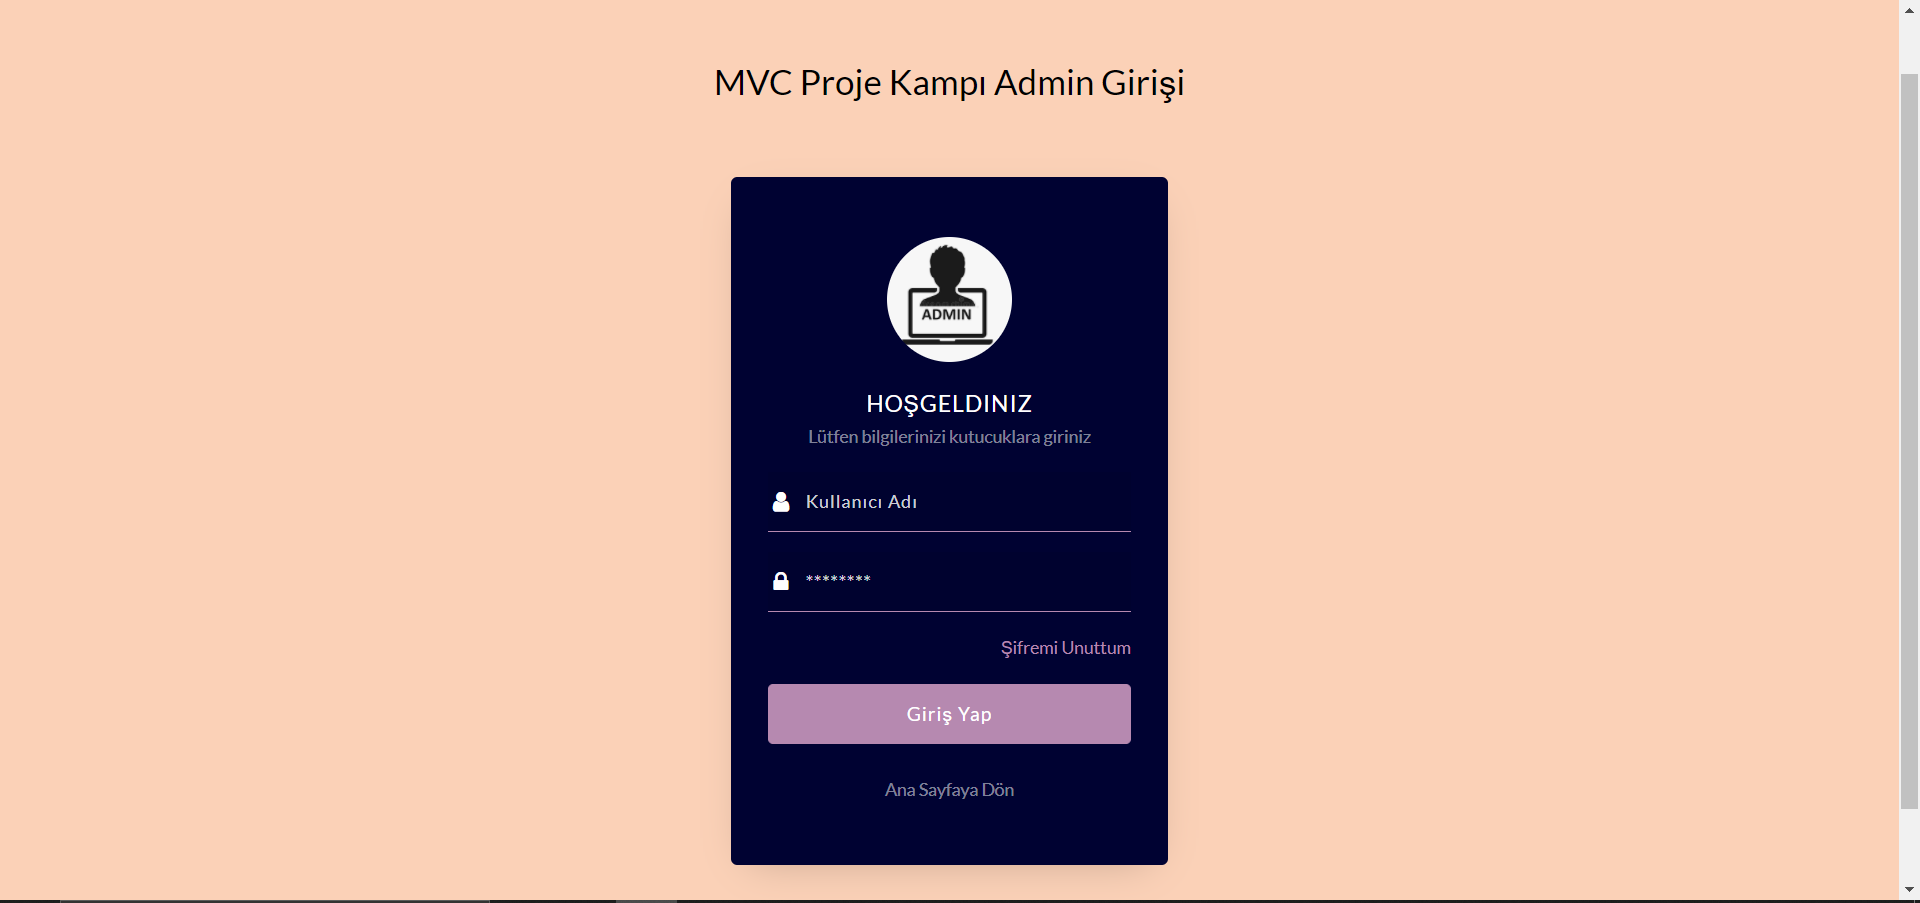 MVC Proje Kampı Admin Girişi
ADMIN
HOŞGELDINIZ
Lütfen bilgilerinizi kutucuklara giriniz
Kullanıcı Adı
********
Şifremi Unuttum
Giriş Yap
Ana Sayfaya Dön